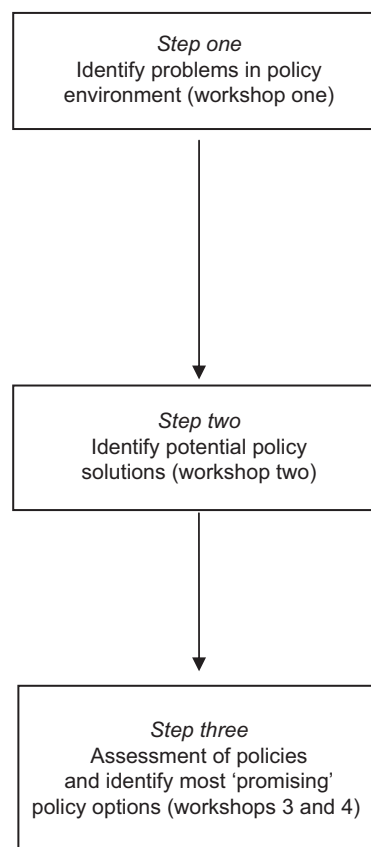 Step one
Identify problems in policy
environment (workshop one)
Step two
Identify potential policy
solutions (workshop two)
Step three
Assessment of policies
and identify most ‘promising’
policy options (workshops 3 and 4)